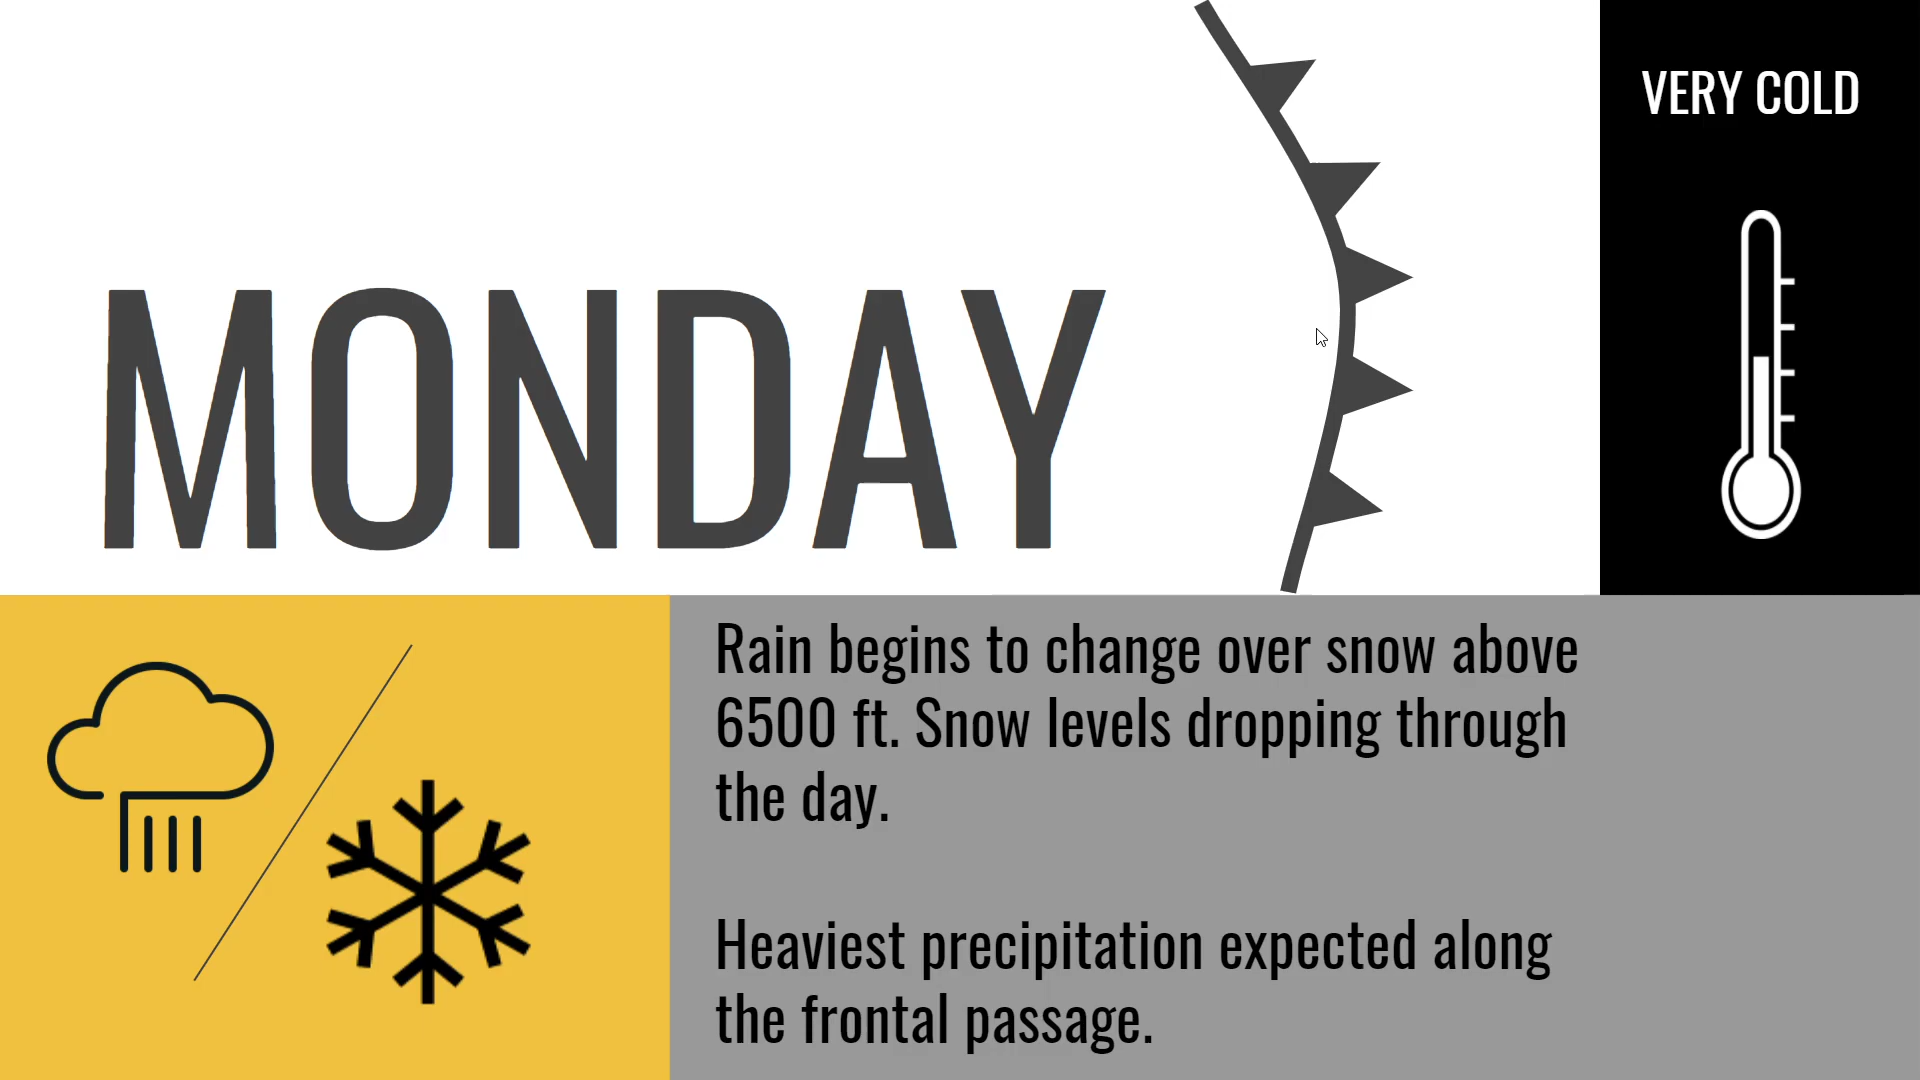 VERY COLD
MONDAY
Rain begins to change over snow above
6500 ft. Snow levels dropping through
the day.
Heaviest precipitation expected along
the frontal passage.